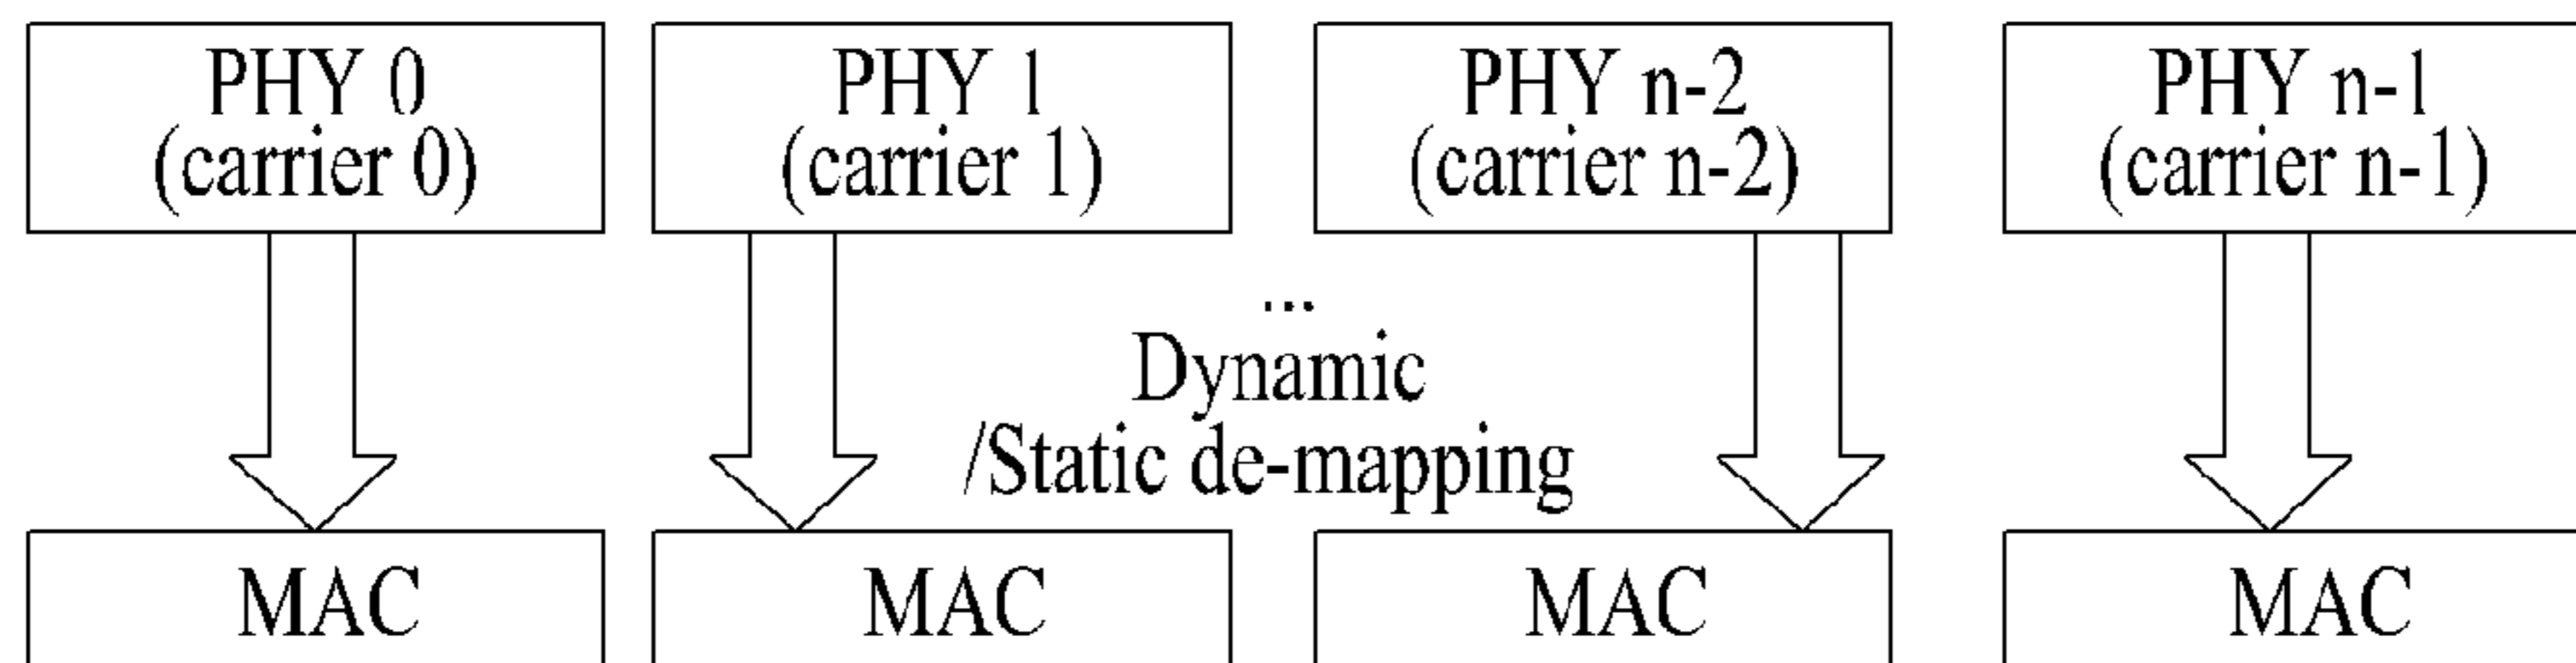 PHY 0
(carrier 0)
PHY 1
(carrier 1)
PHY n-2
(carrier n-2)
PHY n-1
(carrier n-1)
...
Dynamic
/Static de-mapping
MAC
MAC
MAC
MAC